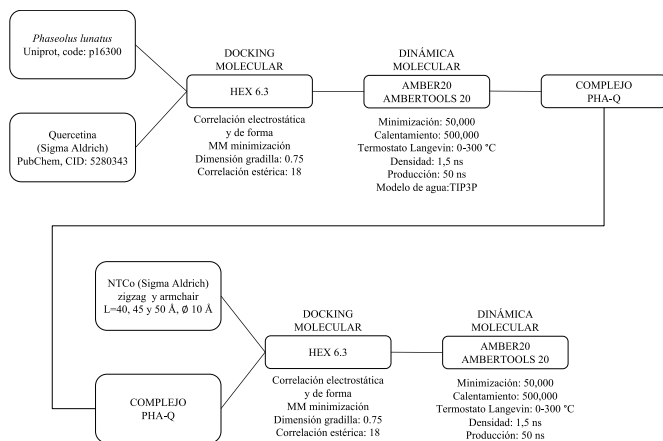 Phaseolus lunatus
Uniprot, code: p16300
Quercetina
(Sigma Aldrich)
PubChem, CID: 5280343
DOCKING
MOLECULAR
HEX 6.3
Correlación electrostática
y de forma
MM minimización
Dimensión gradilla: 0.75
Correlación estérica: 18
DINÁMICA
MOLECULAR
AMBER20
AMBERTOOLS 20
Minimización: 50,000
Calentamiento: 500,000
Termostato Langevin: 0-300 °C
Densidad: 1,5 ns
Producción: 50 ns
Modelo de agua:TIP3P
COMPLEJO
PHA-Q
NTCo (Sigma Aldrich)
zigzag y armchair
L=40, 45 y 50 Å, Ø 10 Å
COMPLEJO
PHA-Q
DOCKING
MOLECULAR
HEX 6.3
Correlación electrostática
y de forma
MM minimización
Dimensión gradilla: 0.75
Correlación estérica: 18
DINÁMICA
MOLECULAR
AMBER20
AMBERTOOLS 20
Minimización: 50,000
Calentamiento: 500,000
Termostato Langevin: 0-300 °C
Densidad: 1,5 ns
Producción: 50 ns